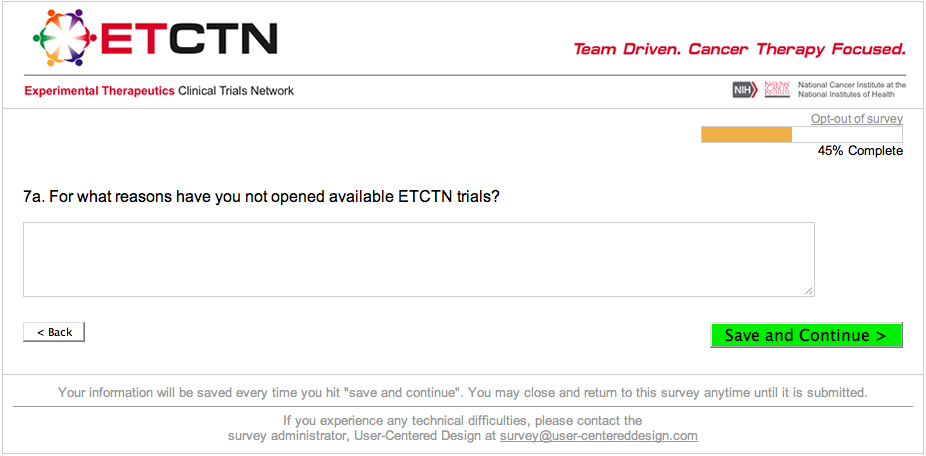 ETCTN
Team Driven. Cancer Therapy Focused.
Experimental Therapeutics Clinical Trials Network
NIH
NATIONAL
CANCER
INSTITUTE
National Cancer Institute at the
National Institutes of Health
Opt-out of survey
45% Complete
7a. For what reasons have you not opened available ETCTN trials?
< Back
Save and Continue >
Your information will be saved every time you hit "save and continue". You may close and return to this survey anytime until it is submitted.
If you experience any technical difficulties, please contact the
survey administrator, User-Centered Design at survey@user-centereddesign.com